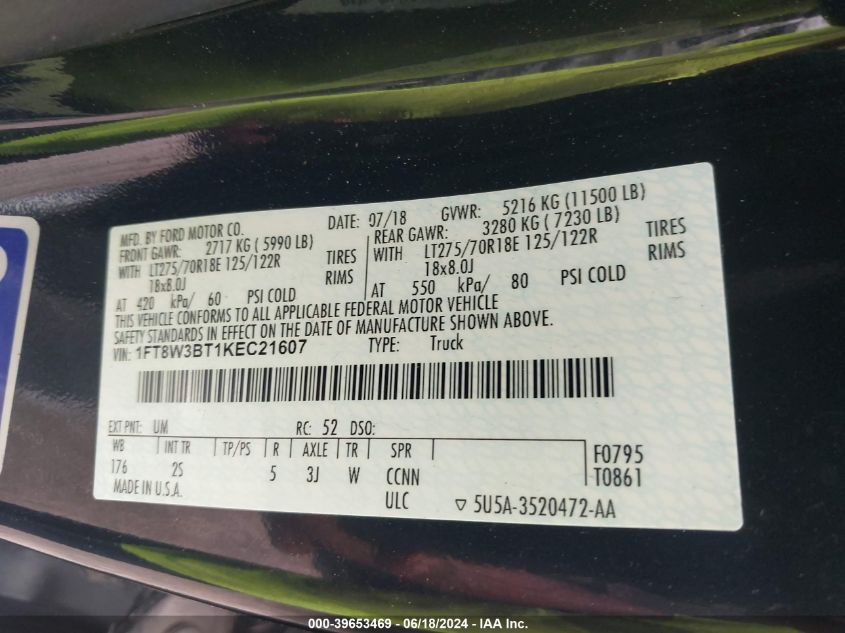 MFD. BY FORD MOTOR CO. DATE: 07/18 GVWR: 5216 KG (11500 LB)
FRONT GAWR: 2717 KG ( 5990 LB) REAR GAWR: 3280 KG ( 7230 LB)
WITH LT275/70R18E 125/122R TIRES WITH LT275/70R18E 125/122R TIRES
18x8.0J RIMS 18x8.0J RIMS
AT 420 kPa/ 60 PSI COLD AT 550 kPa/ 80 PSI COLD
THIS VEHICLE CONFORMS TO ALL APPLICABLE FEDERAL MOTOR VEHICLE
SAFETY STANDARDS IN EFFECT ON THE DATE OF MANUFACTURE SHOWN ABOVE.
VIN: 1FT8W3BT1KEC21607 TYPE: Truck
EXT PNT: UM RC: 52 DSO:
WB INT TR TP/PS R AXLE TR SPR F0795
176 2S 5 3J W CCNN T0861
MADE IN U.S.A. ULC ▽ 5U5A-3520472-AA
000-39653469 - 06/18/2024 - IAA Inc.